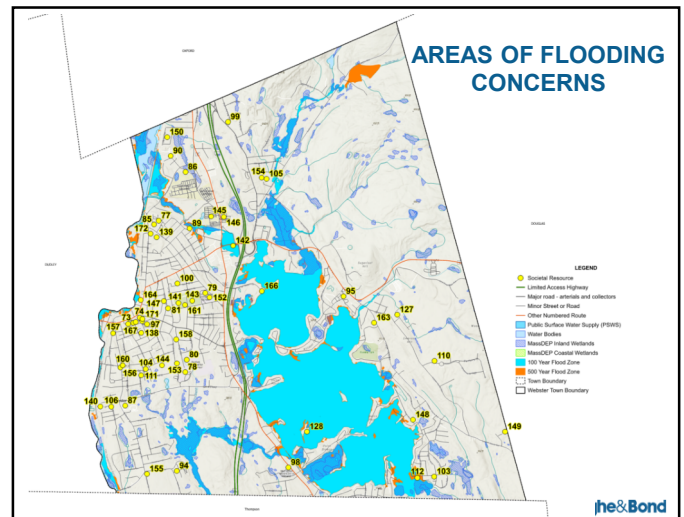 AREAS OF FLOODING
CONCERNS
OXFORD
DOUGLAS
DUDLEY
Thompson
99
150
90
86
154 105
145
146
85 77
172 139
89
142
100
166
95
79
152
164 141 143
147 81 161
74 171
73 97
167 138
157
158
163
127
110
160
156 104 144
111 153
80
78
140 106 87
128
148
149
155 94
98
112 103
LEGEND
Societal Resource
Limited Access Highway
Major road - arterials and collectors
Minor Street or Road
Other Numbered Route
Public Surface Water Supply (PSWS)
Water Bodies
MassDEP Inland Wetlands
MassDEP Coastal Wetlands
100 Year Flood Zone
500 Year Flood Zone
Town Boundary
Webster Town Boundary
he&Bond